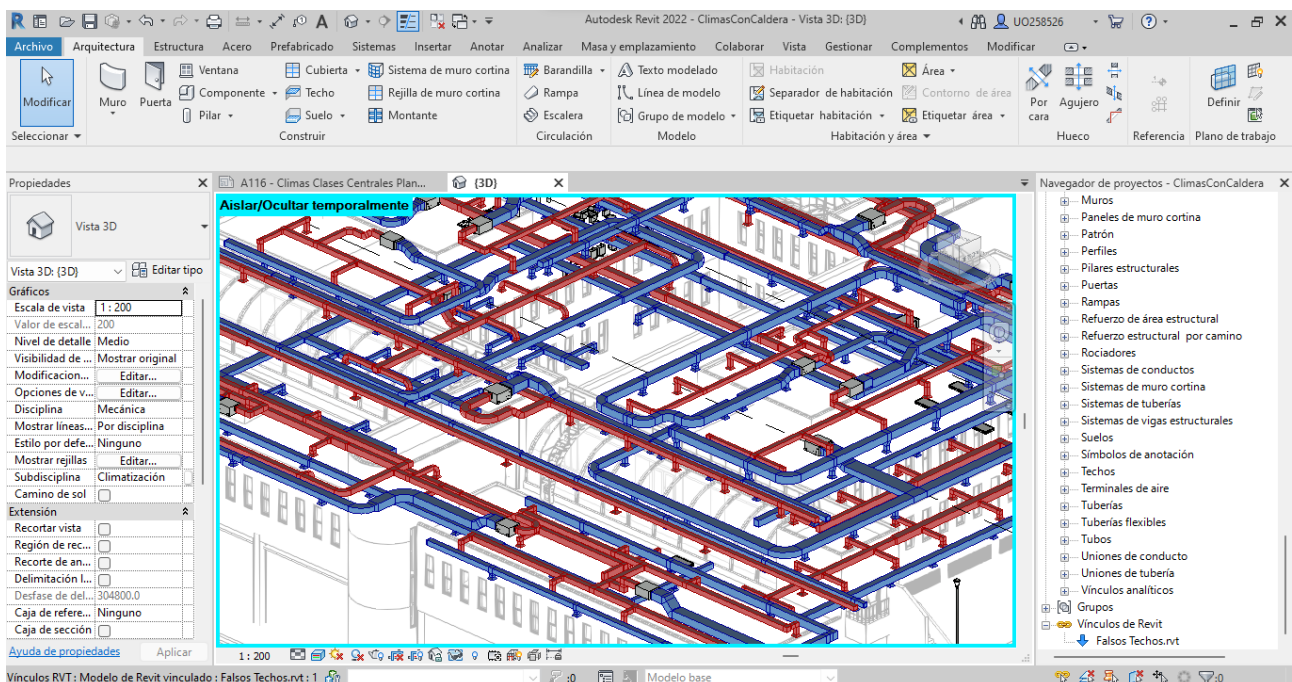 Autodesk Revit 2022 - ClimasConCaldera - Vista 3D: {3D}
UO258526
Archivo Arquitectura Estructura Acero Prefabricado Sistemas Insertar Anotar Analizar Masa y emplazamiento Colaborar Vista Gestionar Complementos Modificar
Modificar
Muro
Puerta
Ventana
Componente
Pilar
Cubierta
Techo
Suelo
Sistema de muro cortina
Rejilla de muro cortina
Montante
Barandilla
Rampa
Escalera
Texto modelado
Línea de modelo
Grupo de modelo
Habitación
Separador de habitación
Etiquetar habitación
Área
Contorno de área
Etiquetar área
Por cara
Agujero
Definir
Seleccionar Construir Circulación Modelo Habitación y área Hueco Referencia Plano de trabajo
Propiedades
A116 - Climas Clases Centrales Plan...
{3D}
Navegador de proyectos - ClimasConCaldera
Vista 3D
Vista 3D: {3D}
Editar tipo
Gráficos
Escala de vista 1 : 200
Valor de escal... 200
Nivel de detalle Medio
Visibilidad de ... Mostrar original
Modificacion... Editar...
Opciones de v... Editar...
Disciplina Mecánica
Mostrar líneas... Por disciplina
Estilo por defe... Ninguno
Mostrar rejillas Editar...
Subdisciplina Climatización
Camino de sol
Extensión
Recortar vista
Región de rec...
Recorte de an...
Delimitación l...
Desfase de del... 304800.0
Caja de refere... Ninguno
Caja de sección
Ayuda de propiedades Aplicar
Aislar/Ocultar temporalmente
1 : 200
Muros
Paneles de muro cortina
Patrón
Perfiles
Pilares estructurales
Puertas
Rampas
Refuerzo de área estructural
Refuerzo estructural por camino
Rociadores
Sistemas de conductos
Sistemas de muro cortina
Sistemas de tuberías
Sistemas de vigas estructurales
Suelos
Símbolos de anotación
Techos
Terminales de aire
Tuberías
Tuberías flexibles
Tubos
Uniones de conducto
Uniones de tubería
Vínculos analíticos
Grupos
Vínculos de Revit
Falsos Techos.rvt
Vínculos RVT : Modelo de Revit vinculado : Falsos Techos.rvt : 1
:0
Modelo base
:0